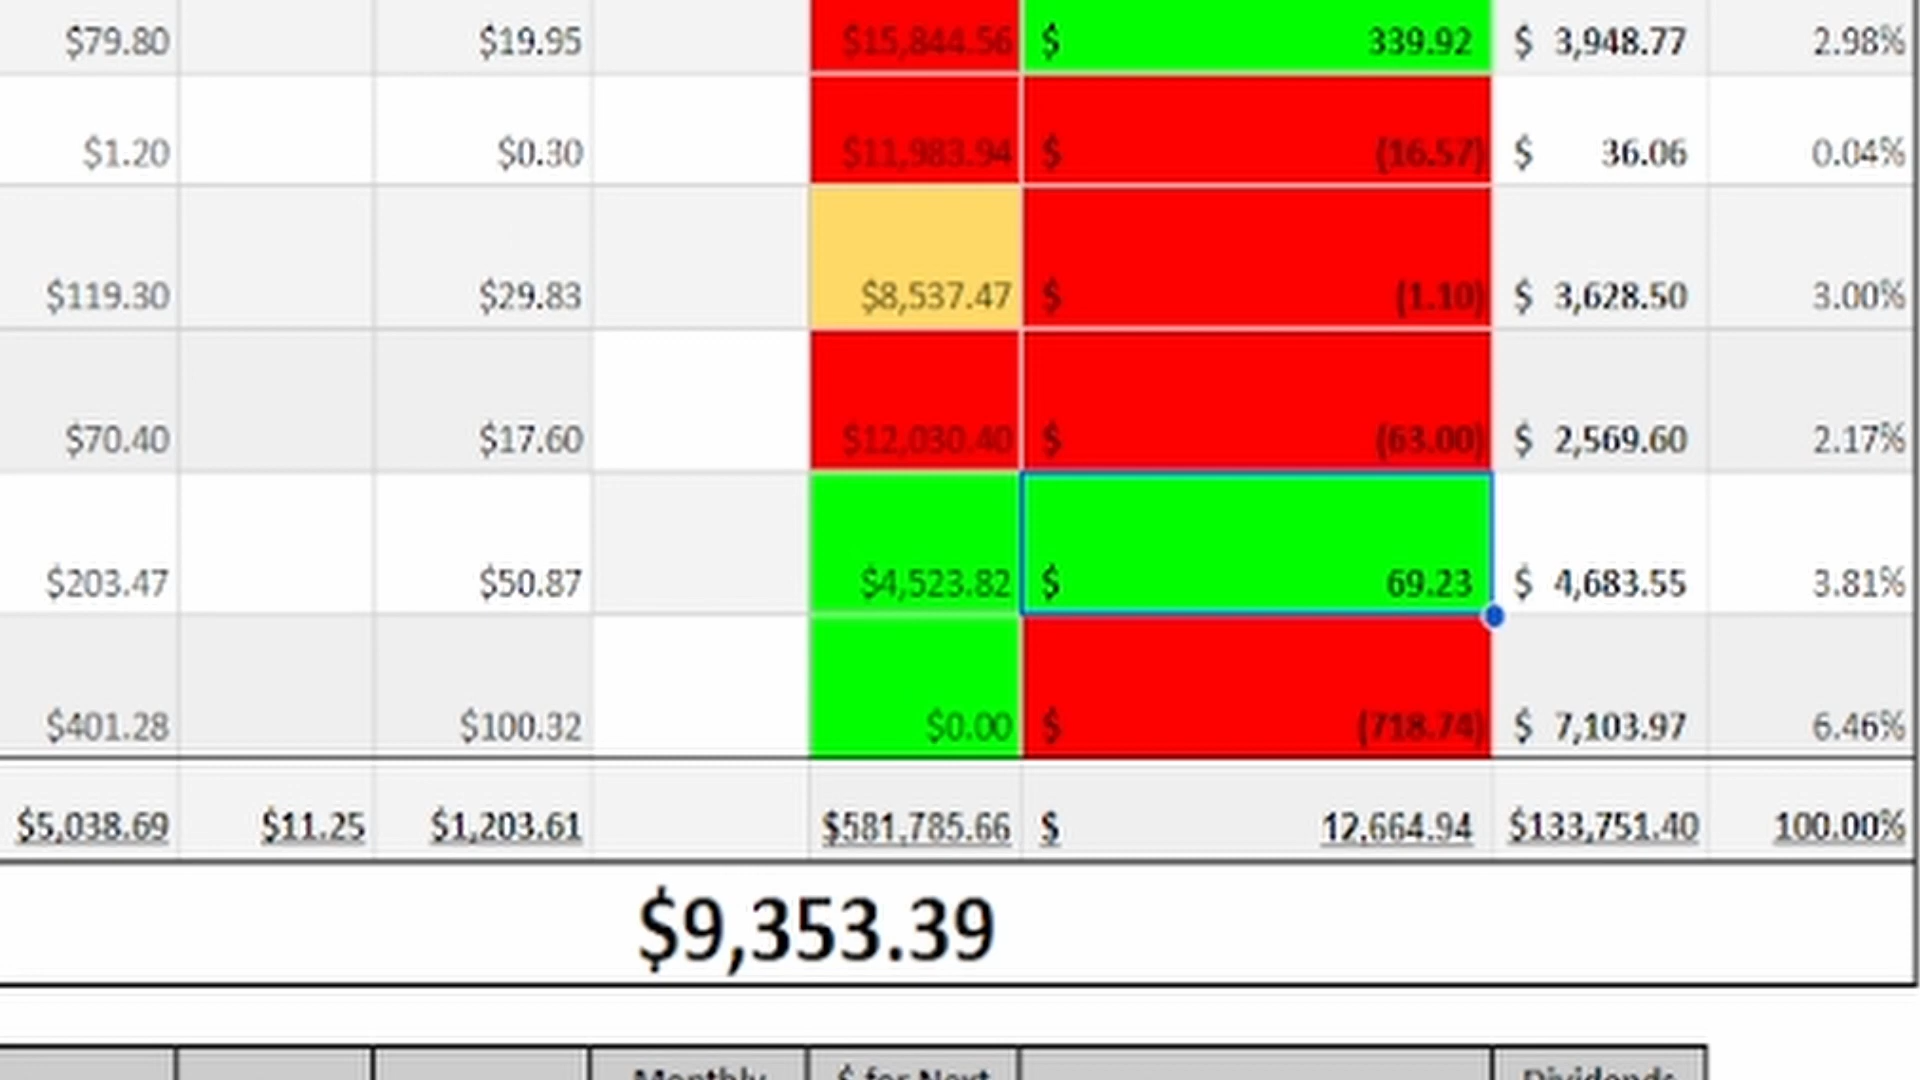 $79.80 $19.95 $15,844.56 $ 339.92 $ 3,948.77 2.98%
$1.20 $0.30 $11,983.94 $ (16.57) $ 36.06 0.04%
$119.30 $29.83 $8,537.47 $ (1.10) $ 3,628.50 3.00%
$70.40 $17.60 $12,030.40 $ (63.00) $ 2,569.60 2.17%
$203.47 $50.87 $4,523.82 $ 69.23 $ 4,683.55 3.81%
$401.28 $100.32 $0.00 $ (718.74) $ 7,103.97 6.46%
$5,038.69 $11.25 $1,203.61 $581,785.66 $ 12,664.94 $133,751.40 100.00%
$9,353.39
Monthly $ for Next Dividends